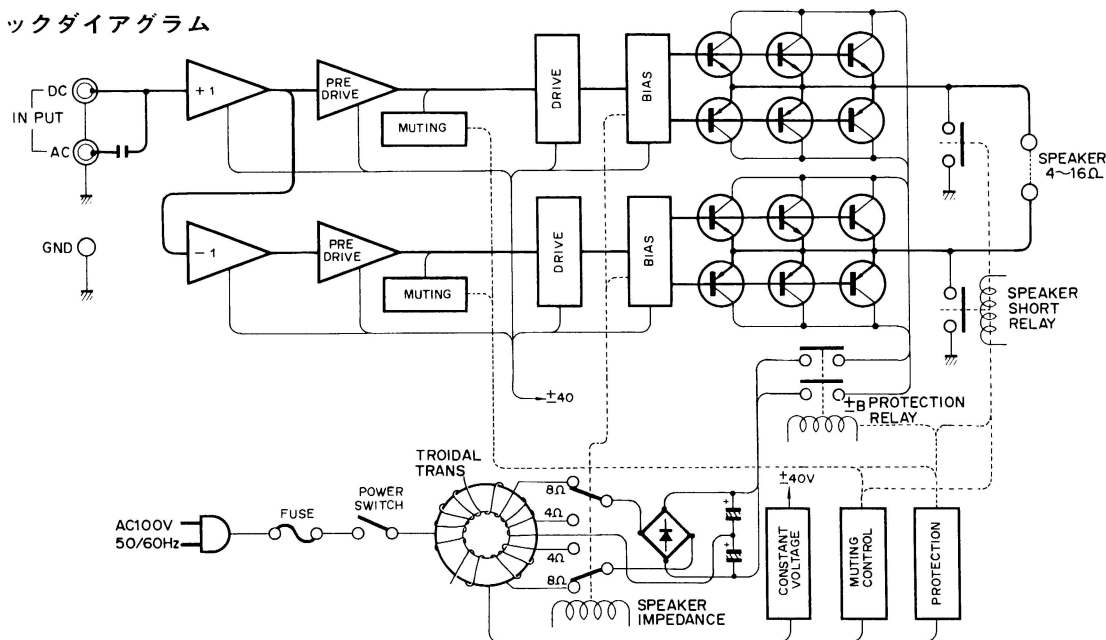 ックダイアグラム
DC
IN PUT
AC
GND
+1
PRE
DRIVE
MUTING
DRIVE
BIAS
-1
PRE
DRIVE
MUTING
DRIVE
BIAS
SPEAKER
4~16Ω
SPEAKER
SHORT
RELAY
±40
±B PROTECTION
RELAY
TROIDAL
TRANS
POWER
SWITCH
FUSE
AC100V
50/60Hz
8Ω
4Ω
4Ω
8Ω
+
+
SPEAKER
IMPEDANCE
±40V
CONSTANT
VOLTAGE
MUTING
CONTROL
PROTECTION